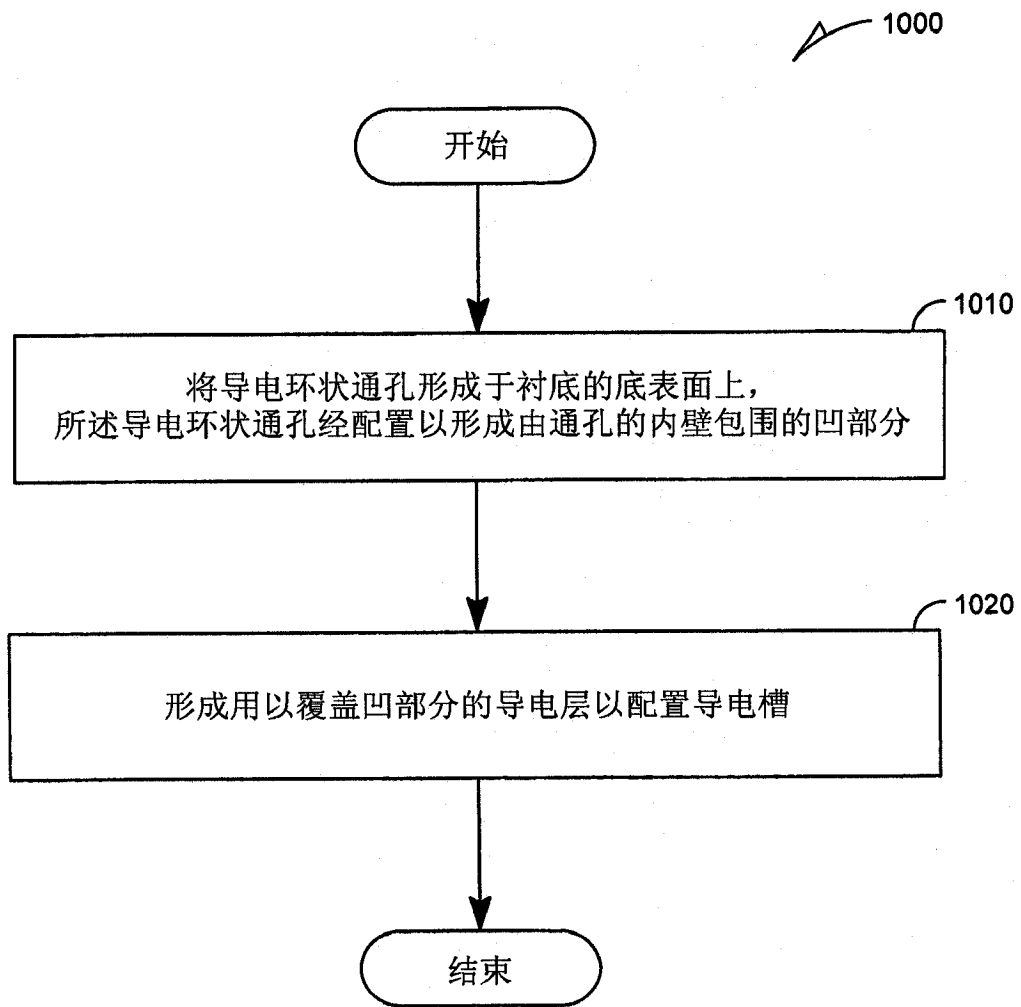 1000
开始
1010
将导电环状通孔形成于衬底的底表面上，
所述导电环状通孔经配置以形成由通孔的内壁包围的凹部分
1020
形成用以覆盖凹部分的导电层以配置导电槽
结束